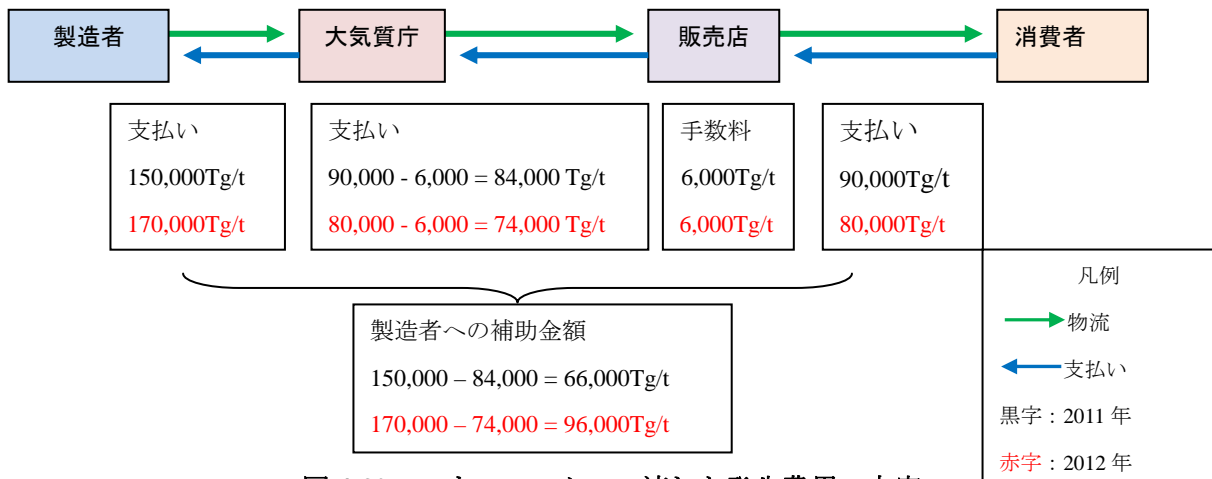 製造者
大気質庁
販売店
消費者
支払い
150,000Tg/t
170,000Tg/t
支払い
90,000 - 6,000 = 84,000 Tg/t
80,000 - 6,000 = 74,000 Tg/t
手数料
6,000Tg/t
6,000Tg/t
支払い
90,000Tg/t
80,000Tg/t
製造者への補助金額
150,000 – 84,000 = 66,000Tg/t
170,000 – 74,000 = 96,000Tg/t
凡例
物流
支払い
黒字：2011 年
赤字：2012 年